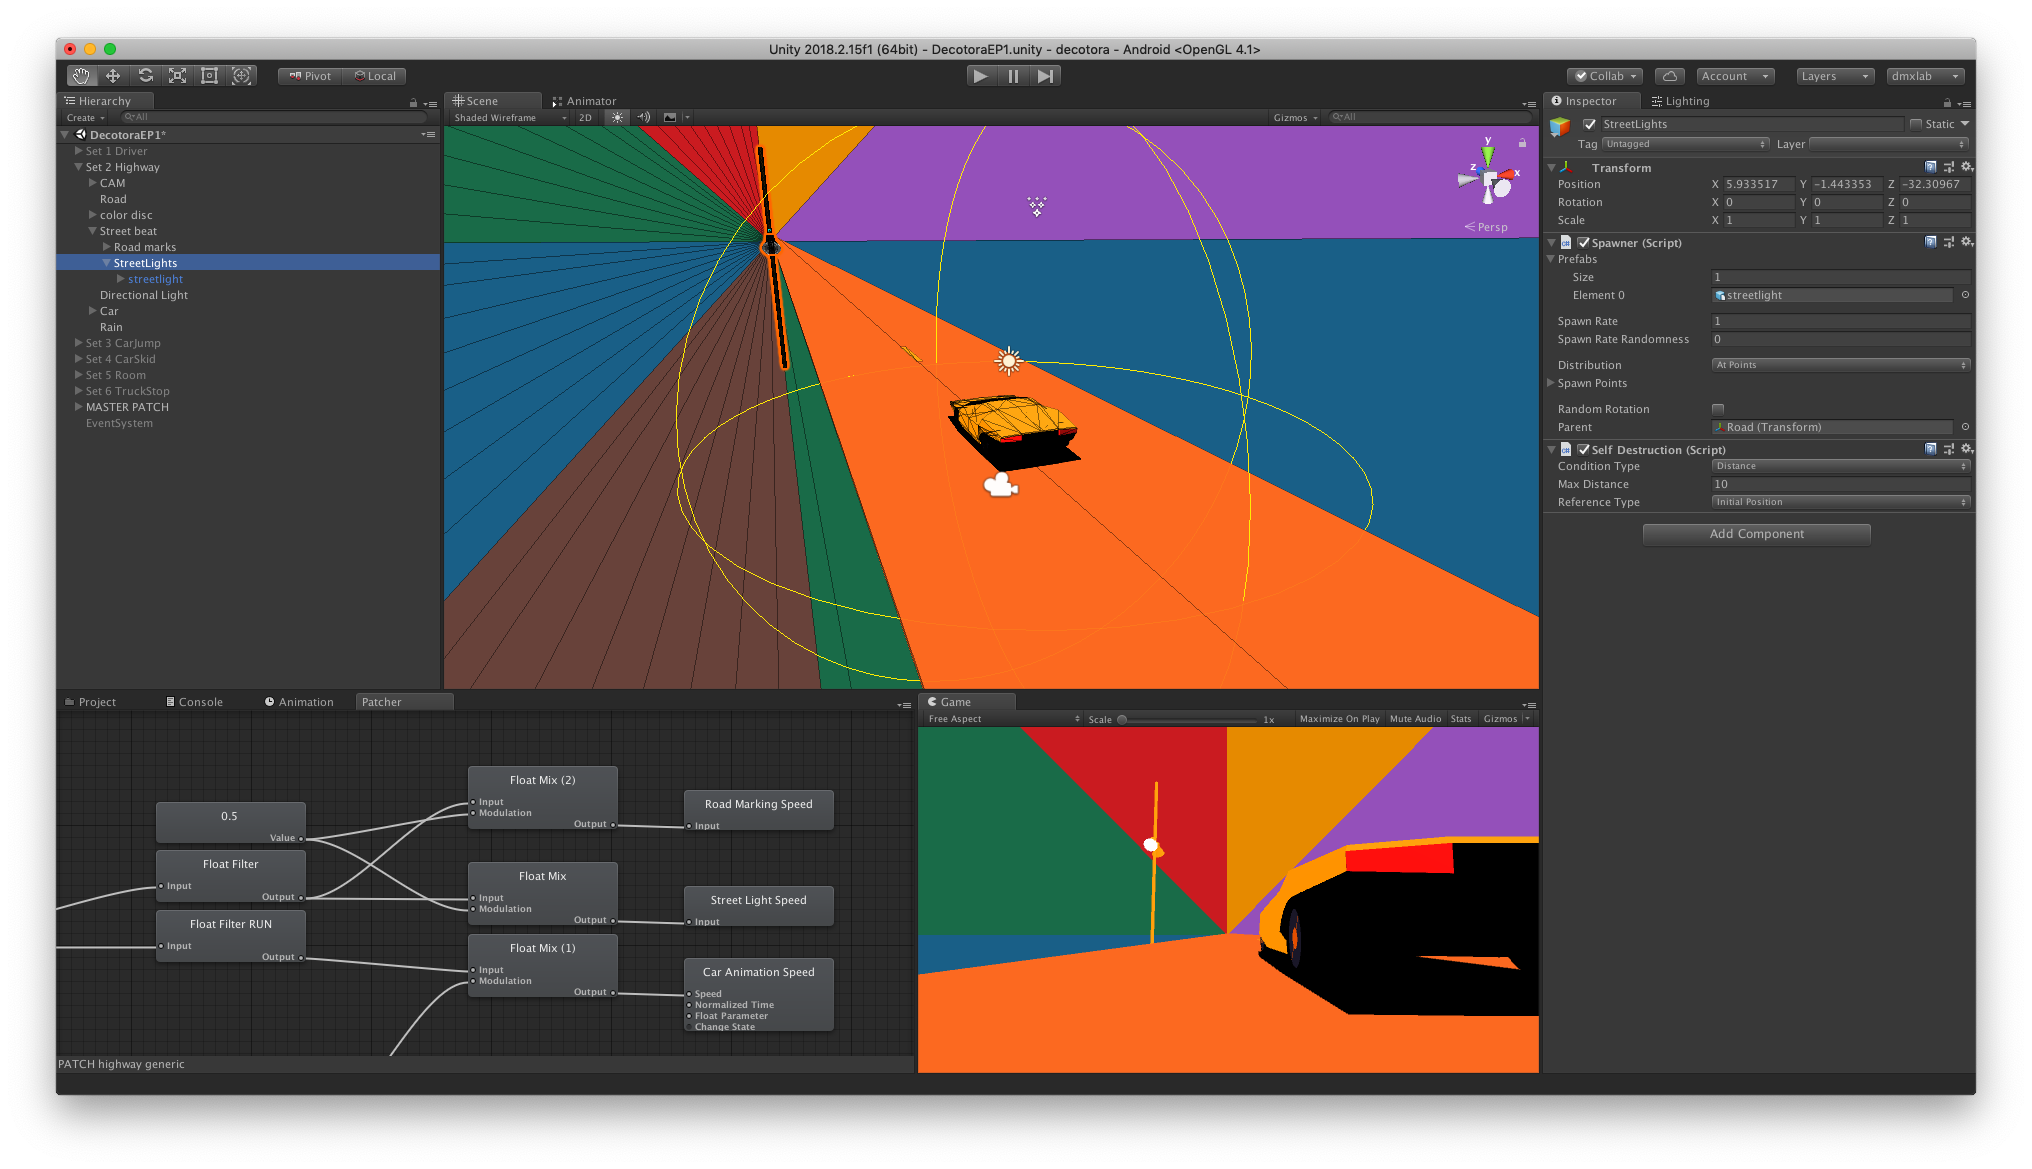 Unity 2018.2.15f1 (64bit) - DecotoraEP1.unity - decotora - Android <OpenGL 4.1>
Pivot Local
Collab Account Layers dmxlab
Hierarchy
Create All
DecotoraEP1*
Set 1 Driver
Set 2 Highway
CAM
Road
color disc
Street beat
Road marks
StreetLights
streetlight
Directional Light
Car
Rain
Set 3 CarJump
Set 4 CarSkid
Set 5 Room
Set 6 TruckStop
MASTER PATCH
EventSystem
Scene Animator
Shaded Wireframe 2D Gizmos All
y
z x
Persp
Inspector Lighting
StreetLights Static
Tag Untagged Layer
Transform
Position X 5.933517 Y -1.443353 Z -32.30967
Rotation X 0 Y 0 Z 0
Scale X 1 Y 1 Z 1
Spawner (Script)
Prefabs
Size 1
Element 0 streetlight
Spawn Rate 1
Spawn Rate Randomness 0
Distribution At Points
Spawn Points
Random Rotation
Parent Road (Transform)
Self Destruction (Script)
Condition Type Distance
Max Distance 10
Reference Type Initial Position
Add Component
Project Console Animation Patcher
0.5
Value
Float Filter
Input
Output
Float Filter RUN
Input
Output
Float Mix (2)
Input
Modulation
Output
Float Mix
Input
Modulation
Output
Float Mix (1)
Input
Modulation
Output
Road Marking Speed
Input
Street Light Speed
Input
Car Animation Speed
Speed
Normalized Time
Float Parameter
Change State
PATCH highway generic
Game
Free Aspect Scale 1x Maximize On Play Mute Audio Stats Gizmos